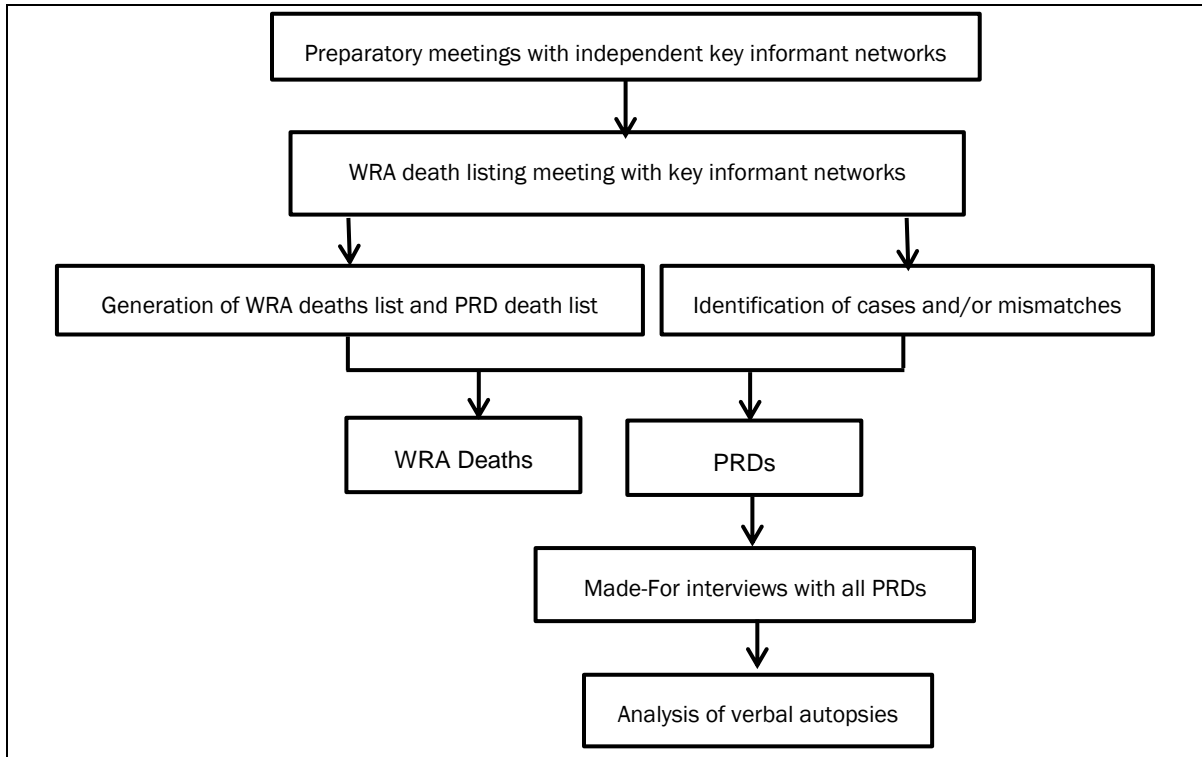 Preparatory meetings with independent key informant networks
WRA death listing meeting with key informant networks
Generation of WRA deaths list and PRD death list
Identification of cases and/or mismatches
WRA Deaths
PRDs
Made-For interviews with all PRDs
Analysis of verbal autopsies